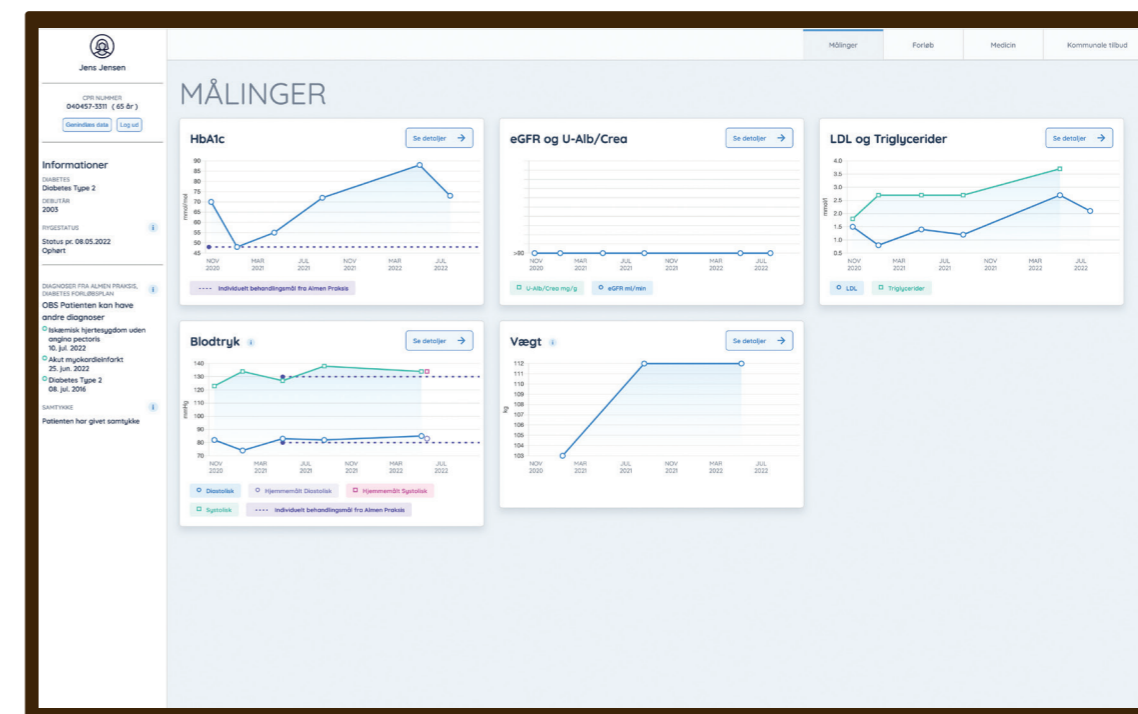 Jens Jensen
CPR NUMMER
040457-3311 ( 65 år )
Genindlæs data
Log ud
Informationer
DIABETES
Diabetes Type 2
DEBUTÅR
2003
RYGESTATUS
i
Status pr. 08.05.2022
Ophørt
DIAGNOSER FRA ALMEN PRAKSIS,
DIABETES FORLØBSPLAN
i
OBS Patienten kan have
andre diagnoser
Iskæmisk hjertesygdom uden
angina pectoris
10. jul. 2022
Akut myokardieinfarkt
25. jun. 2022
Diabetes Type 2
08. jul. 2016
SAMTYKKE
i
Patienten har givet samtykke
Målinger
Forløb
Medicin
Kommunale tilbud
MÅLINGER
HbA1c
Se detaljer →
mmol/mol
90
85
80
75
70
65
60
55
50
45
NOV 2020
MAR 2021
JUL 2021
NOV 2021
MAR 2022
JUL 2022
---- Individuelt behandlingsmål fra Almen Praksis
eGFR og U-Alb/Crea
Se detaljer →
>90
NOV 2020
MAR 2021
JUL 2021
NOV 2021
MAR 2022
JUL 2022
U-Alb/Crea mg/g
eGFR ml/min
LDL og Triglycerider
Se detaljer →
mmol/l
4.0
3.5
3.0
2.5
2.0
1.5
1.0
0.5
NOV 2020
MAR 2021
JUL 2021
NOV 2021
MAR 2022
JUL 2022
LDL
Triglycerider
Blodtryk i
Se detaljer →
mmHg
140
130
120
110
100
90
80
70
NOV 2020
MAR 2021
JUL 2021
NOV 2021
MAR 2022
JUL 2022
Diastolisk
Hjemmemålt Diastolisk
Hjemmemålt Systolisk
Systolisk
---- Individuelt behandlingsmål fra Almen Praksis
Vægt i
Se detaljer →
kg
112
111
110
109
108
107
106
105
104
103
NOV 2020
MAR 2021
JUL 2021
NOV 2021
MAR 2022
JUL 2022